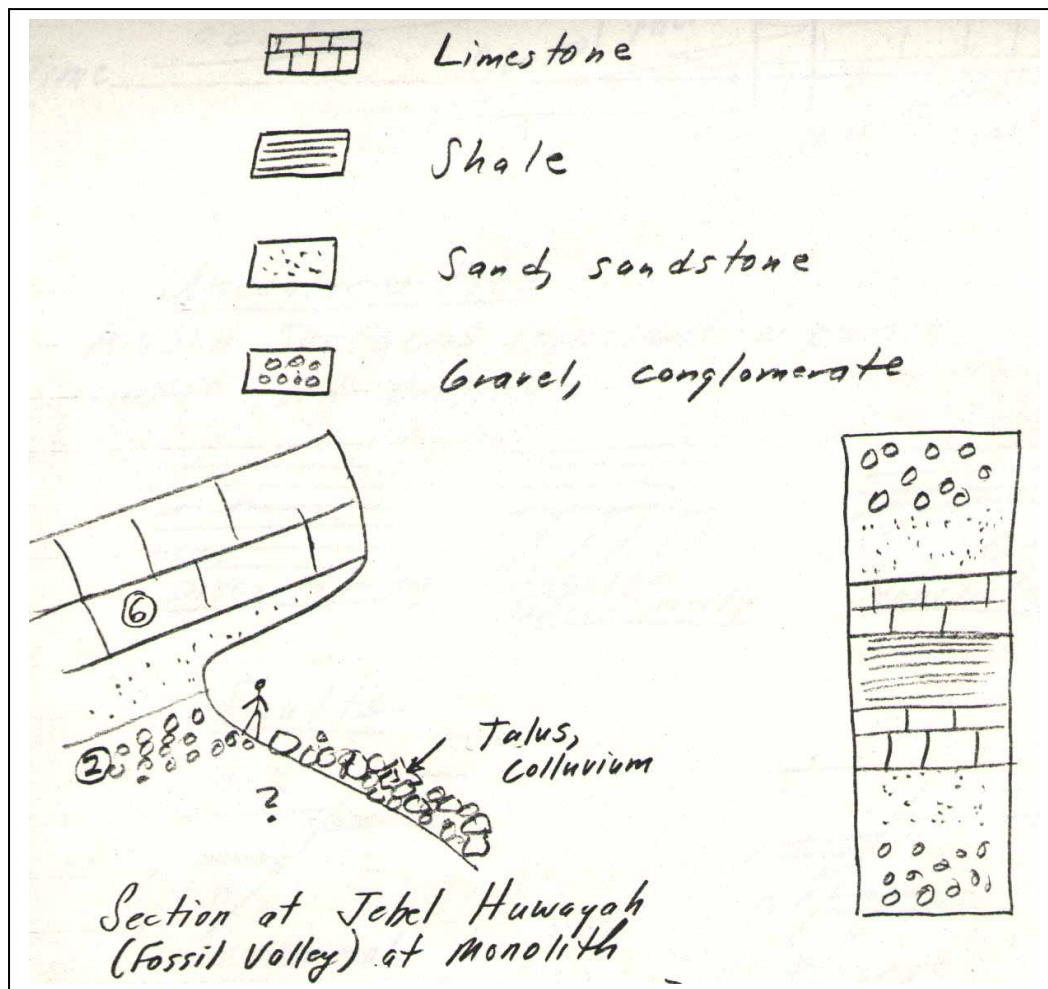 Limestone
Shale
Sand, sandstone
Gravel, conglomerate
6
2
?
Talus,
Colluvium
Section at Jebel Huwayah
(Fossil Valley) at monolith